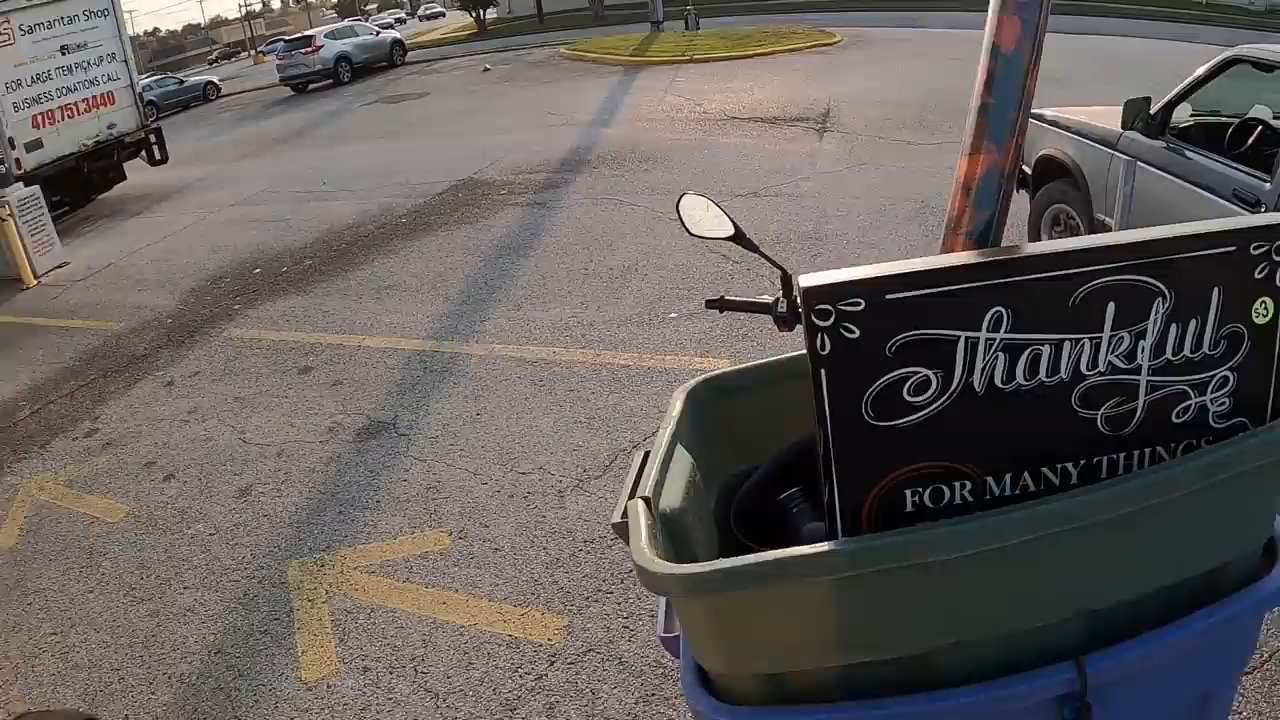 Samaritan Shop
FOR LARGE ITEM PICK-UP OR
BUSINESS DONATIONS CALL
479.751.3440
Thankful
$3
FOR MANY THINGS